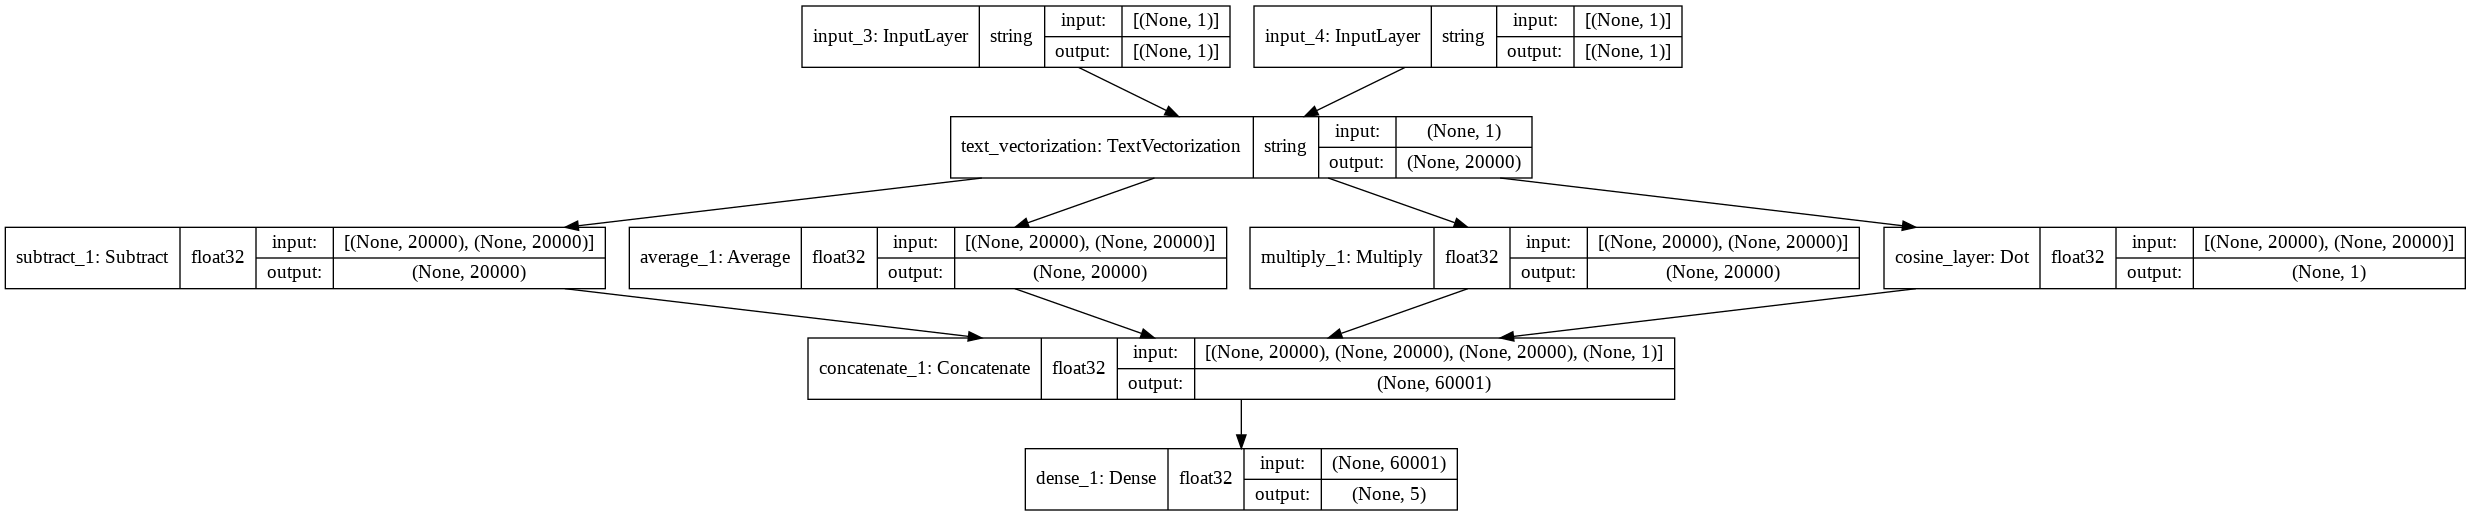 input_3: InputLayer string input: [(None, 1)]
output: [(None, 1)]
input_4: InputLayer string input: [(None, 1)]
output: [(None, 1)]
text_vectorization: TextVectorization string input: (None, 1)
output: (None, 20000)
subtract_1: Subtract float32 input: [(None, 20000), (None, 20000)]
output: (None, 20000)
average_1: Average float32 input: [(None, 20000), (None, 20000)]
output: (None, 20000)
multiply_1: Multiply float32 input: [(None, 20000), (None, 20000)]
output: (None, 20000)
cosine_layer: Dot float32 input: [(None, 20000), (None, 20000)]
output: (None, 1)
concatenate_1: Concatenate float32 input: [(None, 20000), (None, 20000), (None, 20000), (None, 1)]
output: (None, 60001)
dense_1: Dense float32 input: (None, 60001)
output: (None, 5)